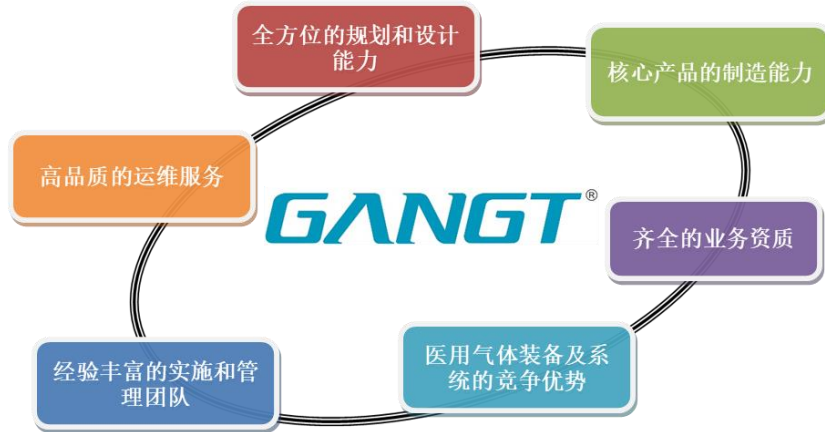 全方位的规划和设计
能力
核心产品的制造能力
高品质的运维服务
GANGT®
齐全的业务资质
经验丰富的实施和管
理团队
医用气体装备及系
统的竞争优势